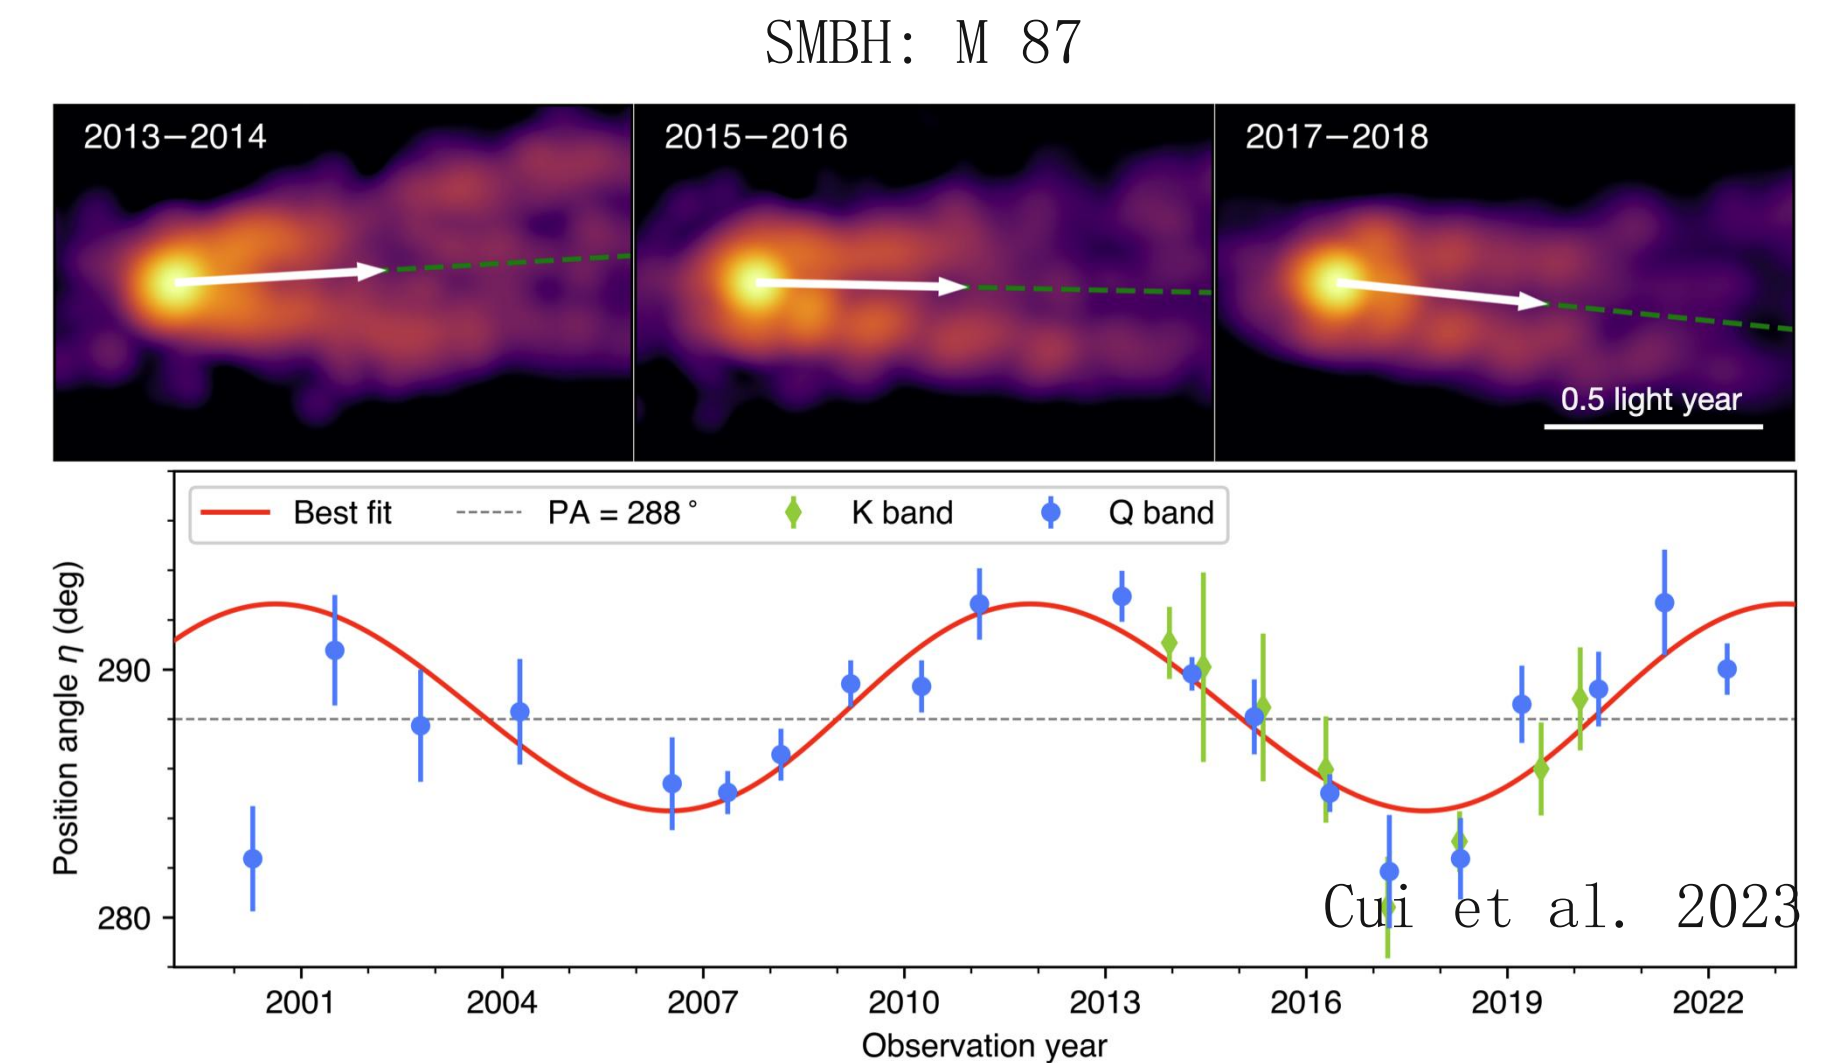 SMBH: M 87
2013−2014
2015−2016
2017−2018
0.5 light year
Best fit
PA = 288°
K band
Q band
Position angle η (deg)
290
280
Cui et al. 2023
2001
2004
2007
2010
2013
2016
2019
2022
Observation year